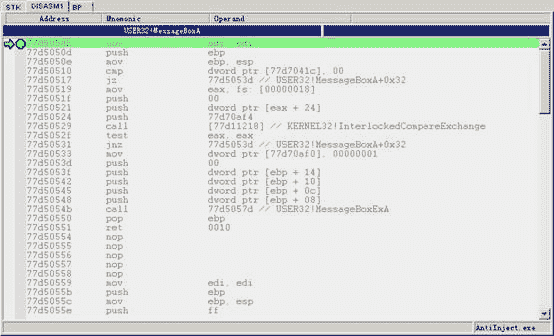 STK DISASM1 BP
Address Mnemonic Operand
USER32!MessageBoxA
77d5050d push ebp
77d5050e mov ebp, esp
77d50510 cmp dword ptr [77d7041c], 00
77d50517 jz 77d5053d // USER32!MessageBoxA+0x32
77d50519 mov eax, fs: [00000018]
77d5051f push 00
77d50521 push dword ptr [eax + 24]
77d50524 push 77d70af4
77d50529 call [77d11218] // KERNEL32!InterlockedCompareExchange
77d5052f test eax, eax
77d50531 jnz 77d5053d // USER32!MessageBoxA+0x32
77d50533 mov dword ptr [77d70af0], 00000001
77d5053d push 00
77d5053f push dword ptr [ebp + 14]
77d50542 push dword ptr [ebp + 10]
77d50545 push dword ptr [ebp + 0c]
77d50548 push dword ptr [ebp + 08]
77d5054b call 77d5057d // USER32!MessageBoxExA
77d50550 pop ebp
77d50551 ret 0010
77d50554 nop
77d50555 nop
77d50556 nop
77d50557 nop
77d50558 nop
77d50559 mov edi, edi
77d5055b push ebp
77d5055c mov ebp, esp
77d5055e push ff
AntiInject.exe